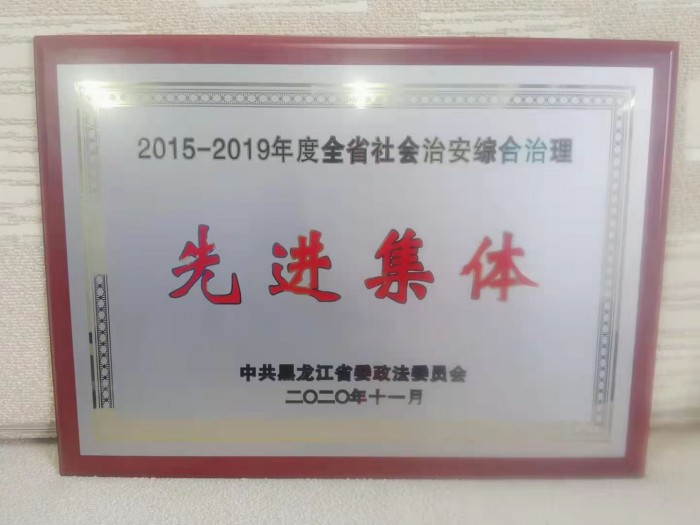 2015-2019年度全省社会治安综合治理
先进集体
中共黑龙江省委政法委员会
二〇二〇年十一月